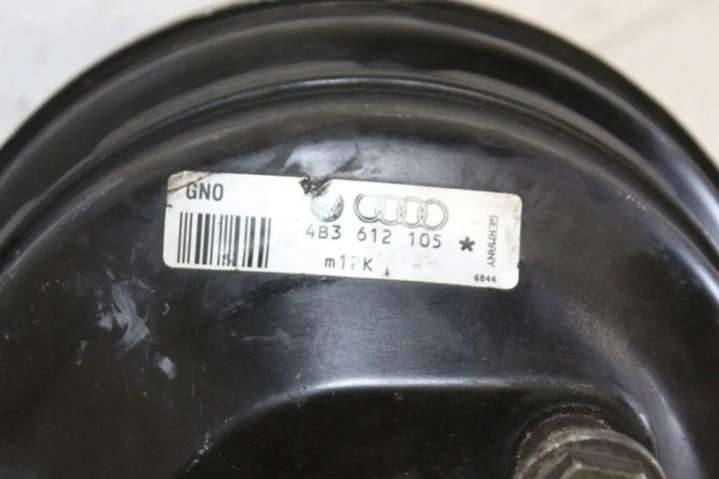 GNO
4B3 612 105 *
GERMANY
6844